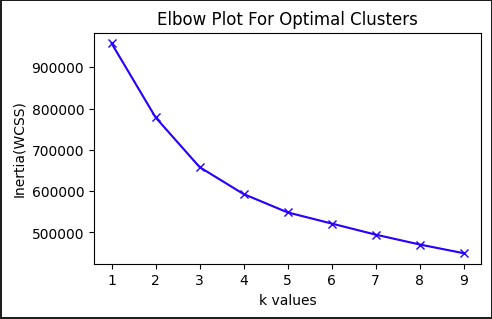 Elbow Plot For Optimal Clusters
Inertia(WCSS)
900000
800000
700000
600000
500000
1 2 3 4 5 6 7 8 9
k values